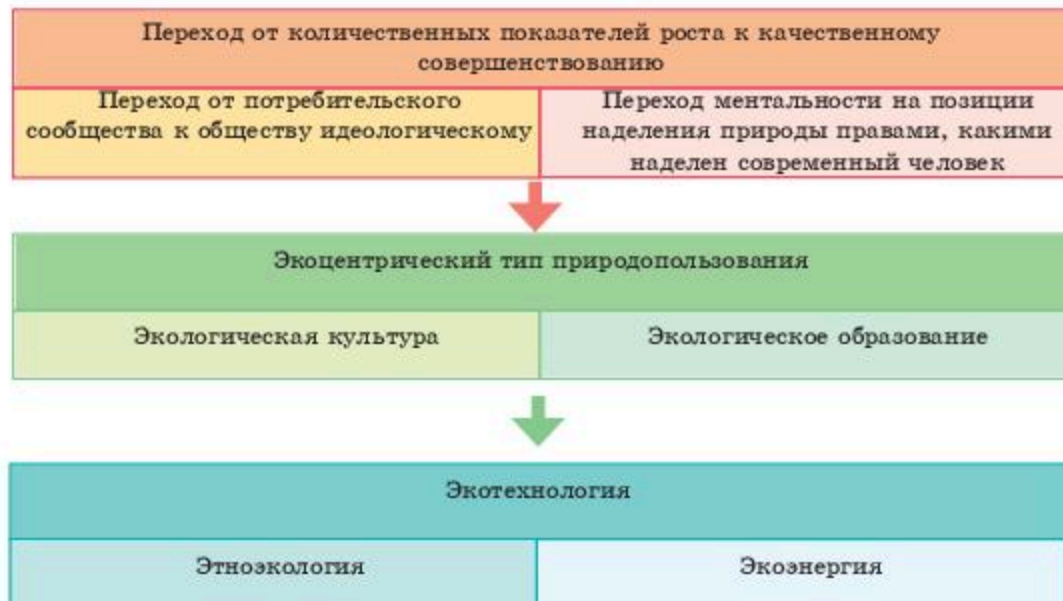 Переход от количественных показателей роста к качественному
совершенствованию
Переход от потребительского
сообщества к обществу идеологическому
Переход ментальности на позиции
наделения природы правами, какими
наделен современный человек
Экоцентрический тип природопользования
Экологическая культура
Экологическое образование
Экотехнология
Этноэкология
Экоэнергия